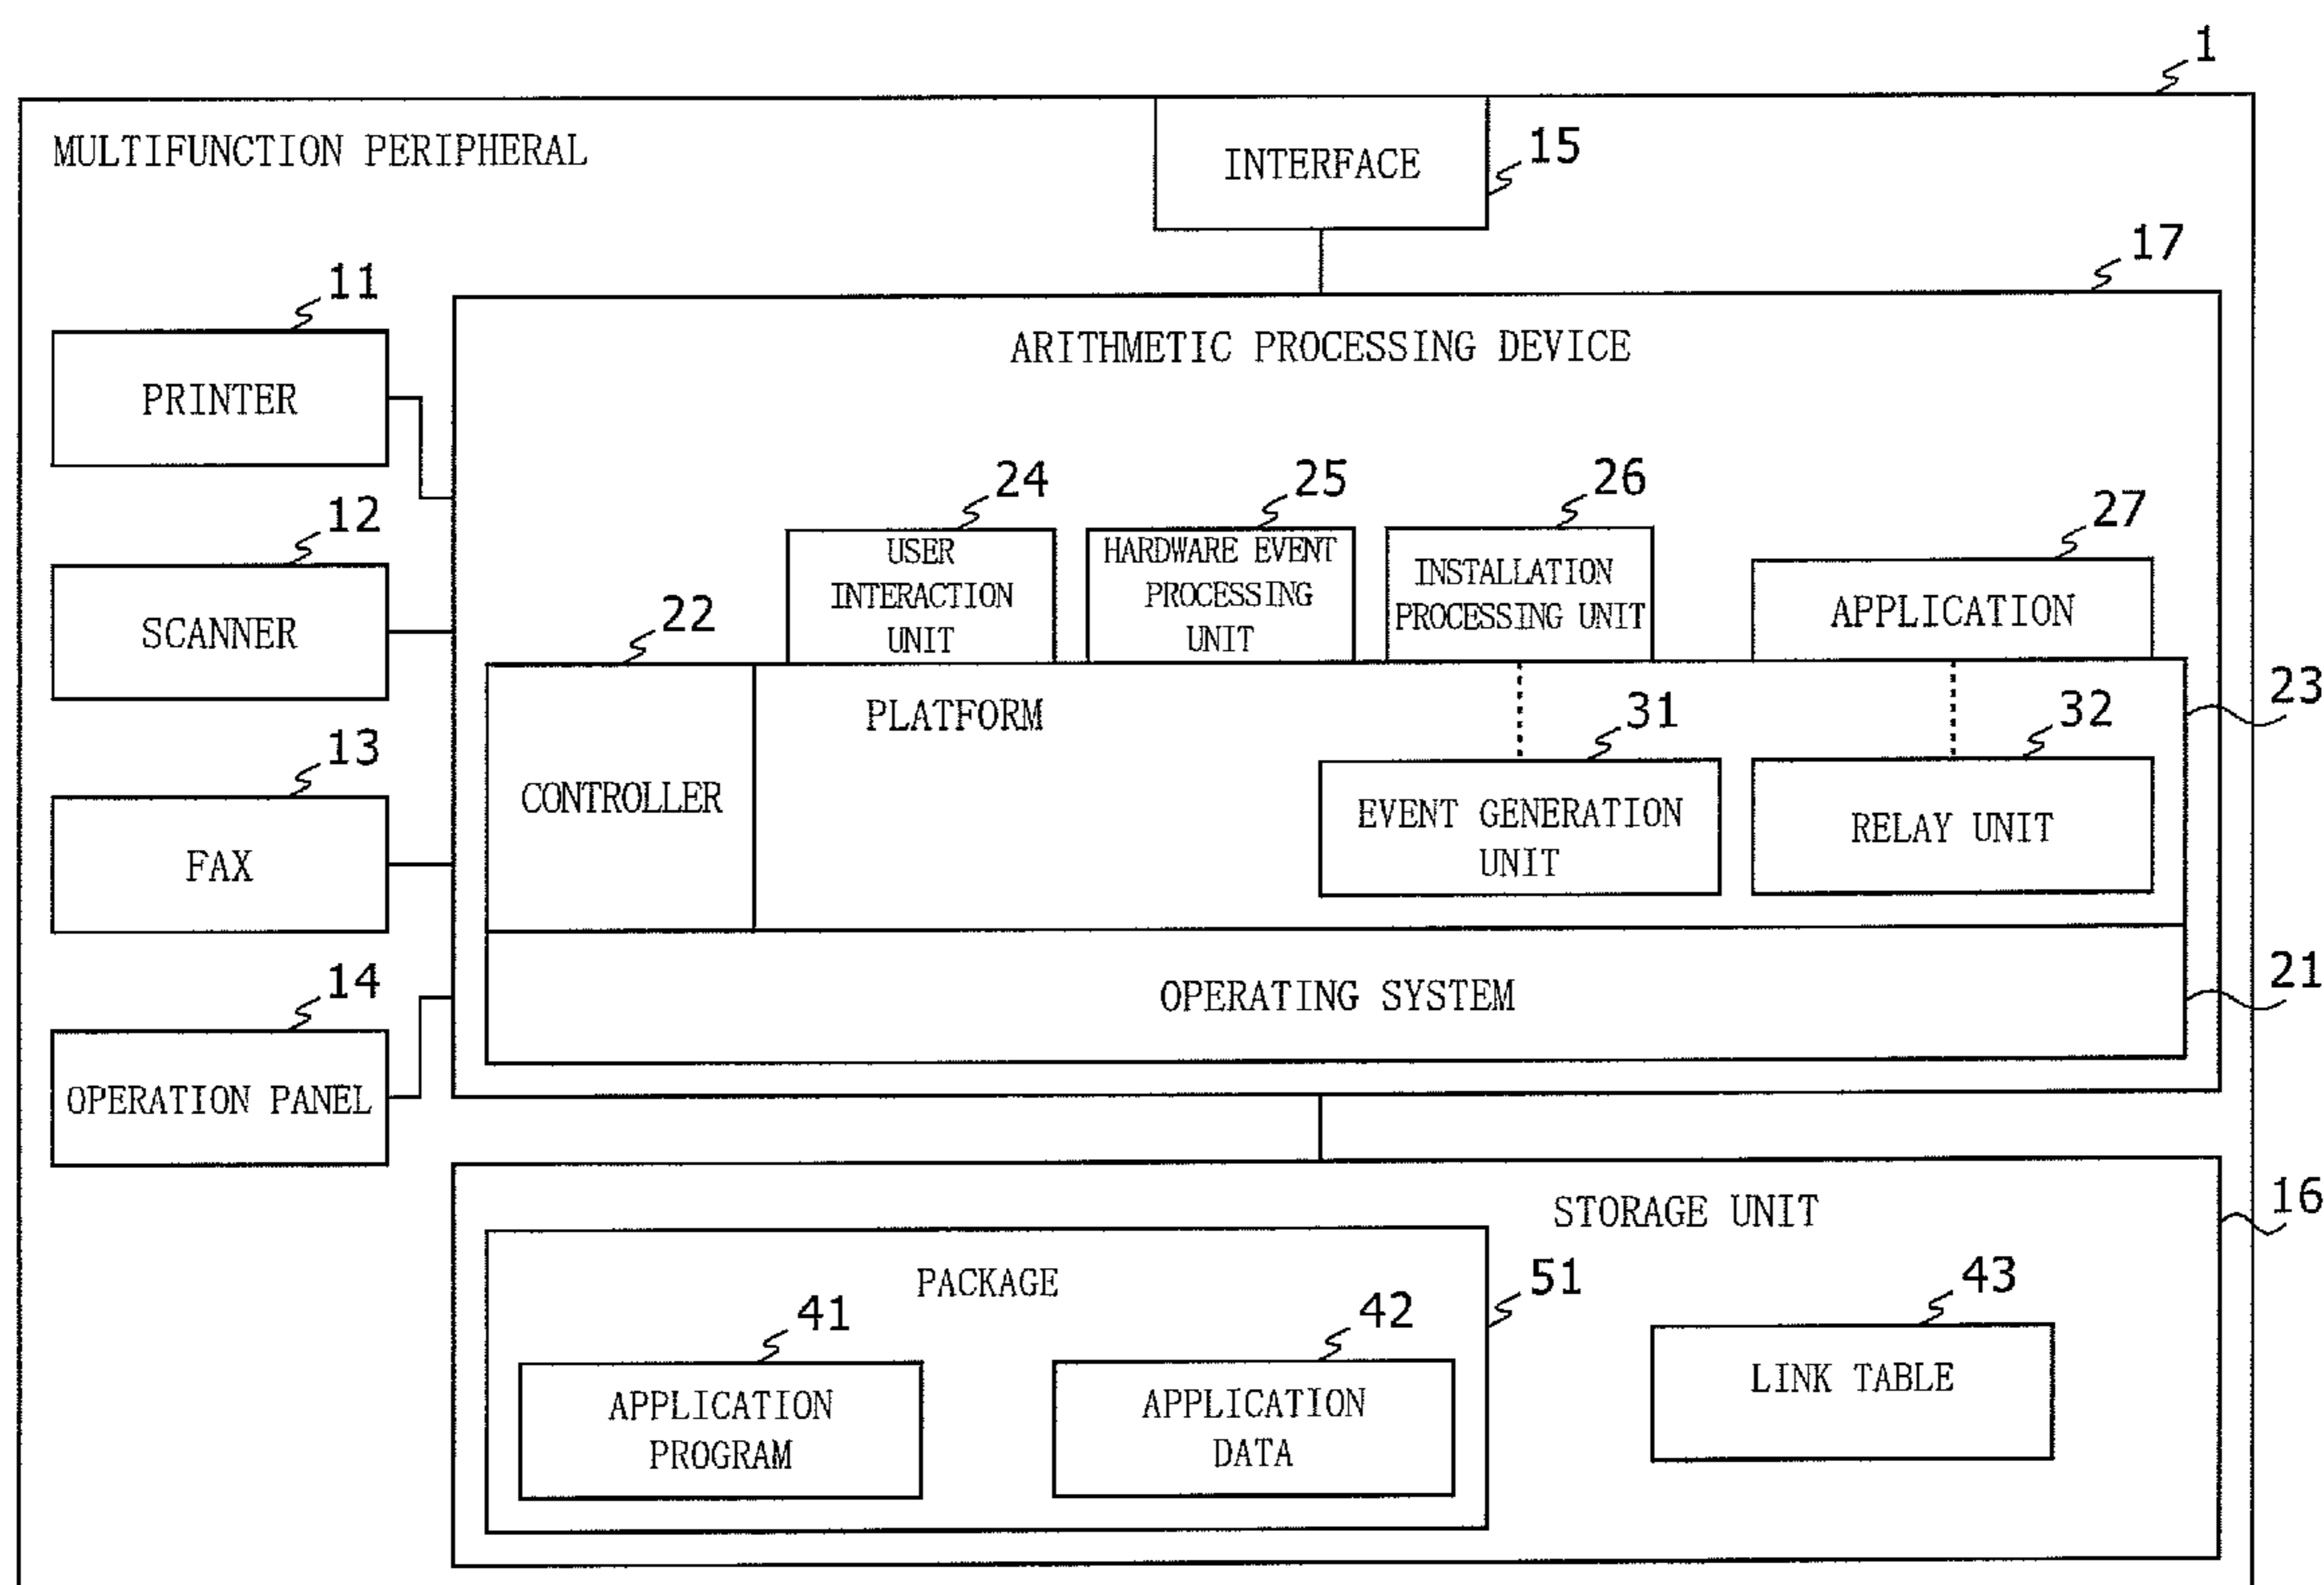 1
MULTIFUNCTION PERIPHERAL
INTERFACE
15
17
11
ARITHMETIC PROCESSING DEVICE
PRINTER
24
25
26
27
12
USER
INTERACTION
UNIT
HARDWARE EVENT
PROCESSING
UNIT
INSTALLATION
PROCESSING UNIT
APPLICATION
SCANNER
22
23
PLATFORM
31
32
13
CONTROLLER
EVENT GENERATION
UNIT
RELAY UNIT
FAX
21
14
OPERATING SYSTEM
OPERATION PANEL
16
STORAGE UNIT
PACKAGE
51
43
41
42
LINK TABLE
APPLICATION
PROGRAM
APPLICATION
DATA